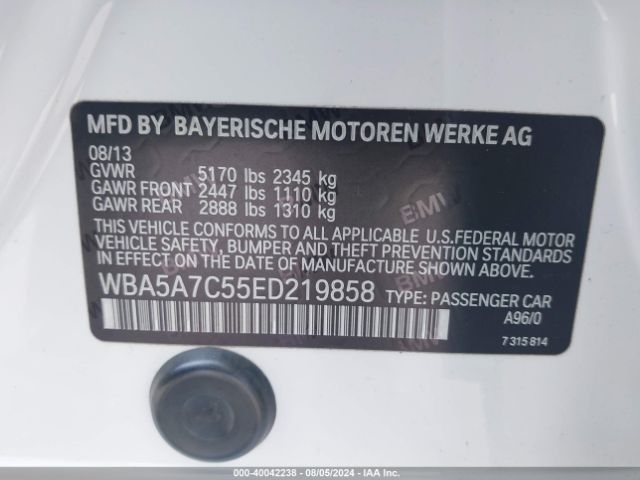 MFD BY BAYERISCHE MOTOREN WERKE AG
08/13
GVWR 5170 lbs 2345 kg
GAWR FRONT 2447 lbs 1110 kg
GAWR REAR 2888 lbs 1310 kg
THIS VEHICLE CONFORMS TO ALL APPLICABLE U.S.FEDERAL MOTOR
VEHICLE SAFETY, BUMPER AND THEFT PREVENTION STANDARDS
IN EFFECT ON THE DATE OF MANUFACTURE SHOWN ABOVE.
WBA5A7C55ED219858 TYPE: PASSENGER CAR
A96/0
7 315 814
000-40042238 - 08/05/2024 - IAA Inc.